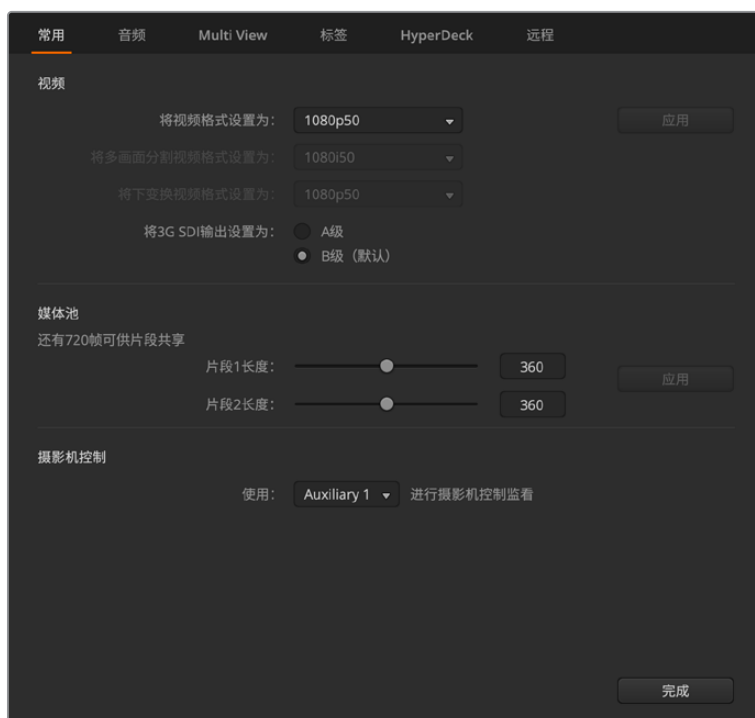 常用 音频 Multi View 标签 HyperDeck 远程
视频
将视频格式设置为： 1080p50 应用
将多画面分割视频格式设置为： 1080i50
将下变换视频格式设置为： 1080p50
将3G SDI输出设置为： A级
B级（默认）
媒体池
还有720帧可供片段共享
片段1长度： 360
应用
片段2长度： 360
摄影机控制
使用： Auxiliary 1 进行摄影机控制监看
完成